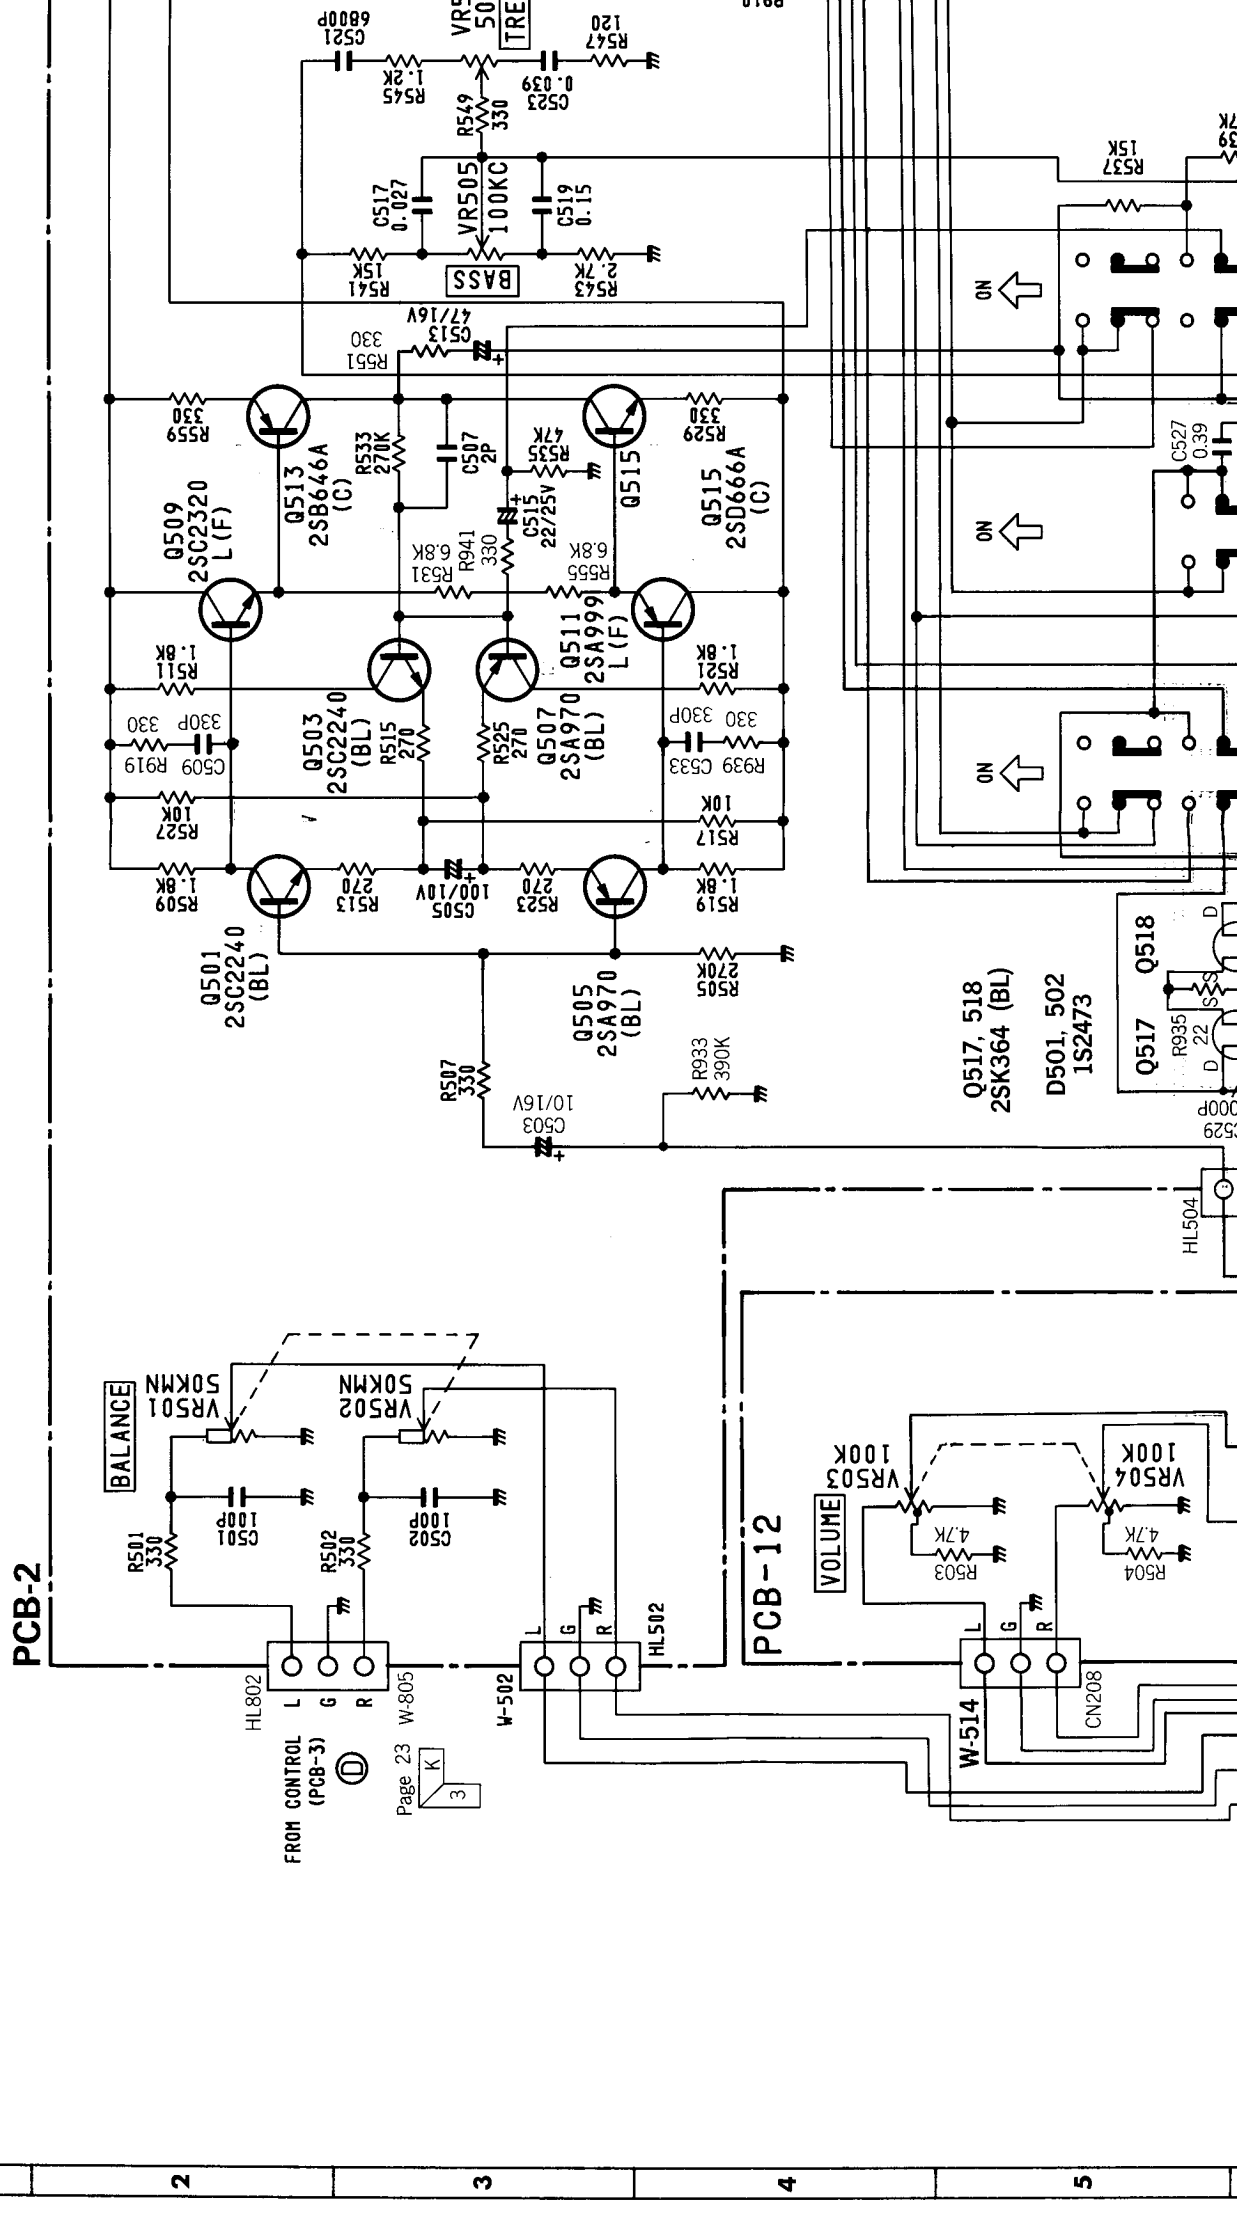 R910
C521
6800P
R545
1.2K
TRE
C523
0.039
R547
120
R549
330
C517
0.027
VR505
100KC
C519
0.15
R541
15K
BASS
R543
2.7K
R537
15K
C513
47/16V
R551
330
ON
R559
330
Q513
2SB646A
(C)
R533
270K
C507
2P
R535
47K
Q515
R529
330
Q515
2SD666A
(C)
C527
0.39
Q509
2SC2320
L(F)
C515
22/25V
R531
6.8K
R941
330
R555
6.8K
Q511
2SA999
L(F)
ON
R511
1.8K
R521
1.8K
R919
330
C509
330P
Q503
2SC2240
(BL)
R515
270
R525
270
Q507
2SA970
(BL)
C533
330P
R939
330
ON
R527
10K
R517
10K
R509
1.8K
R513
270
C505
100/10V
R523
270
R519
1.8K
Q501
2SC2240
(BL)
Q505
2SA970
(BL)
R505
270K
Q517, 518
2SK364 (BL)
D501, 502
1S2473
Q518
Q517
D
S
S
D
R935
22
C529
R507
330
C503
10/16V
R933
390K
HL504
BALANCE
VR501
50KMN
VR502
50KMN
C501
100P
C502
100P
R501
330
R502
330
VOLUME
VR503
100K
VR504
100K
R503
4.7K
R504
4.7K
PCB-2
PCB-12
HL802
L
G
R
W-805
W-502
L
G
R
HL502
W-514
L
G
R
CN208
FROM CONTROL
(PCB-3)
D
Page 23
K
3
2
3
4
5